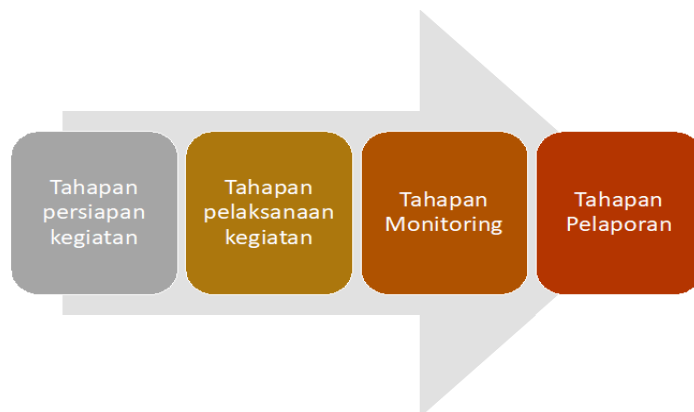 Tahapan
persiapan
kegiatan
Tahapan
pelaksanaan
kegiatan
Tahapan
Monitoring
Tahapan
Pelaporan